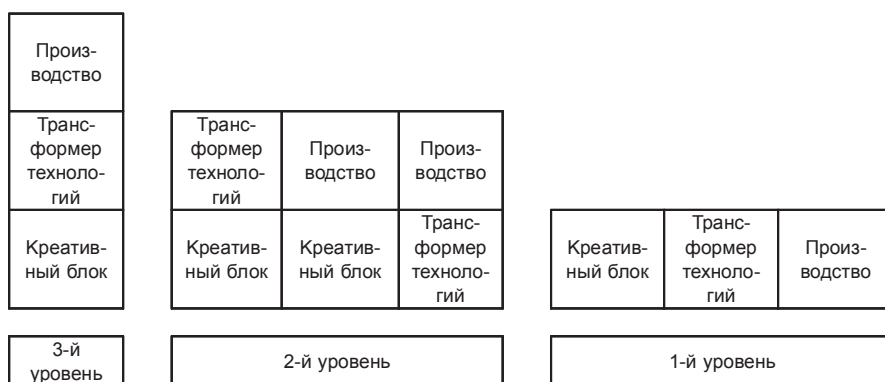 Произ-
водство
Транс-
формер
техноло-
гий
Креатив-
ный блок
3-й
уровень
Транс-
формер
техноло-
гий
Произ-
водство
Произ-
водство
Креатив-
ный блок
Креатив-
ный блок
Транс-
формер
техноло-
гий
2-й уровень
Креатив-
ный блок
Транс-
формер
техноло-
гий
Произ-
водство
1-й уровень